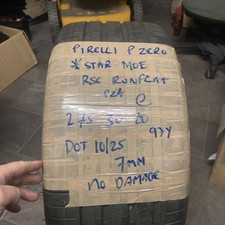 PIRELLI P ZERO
* STAR MOE
RSC RUNFLAT
275 30 20
97Y
DOT 10/25
7MM
NO DAMAGE